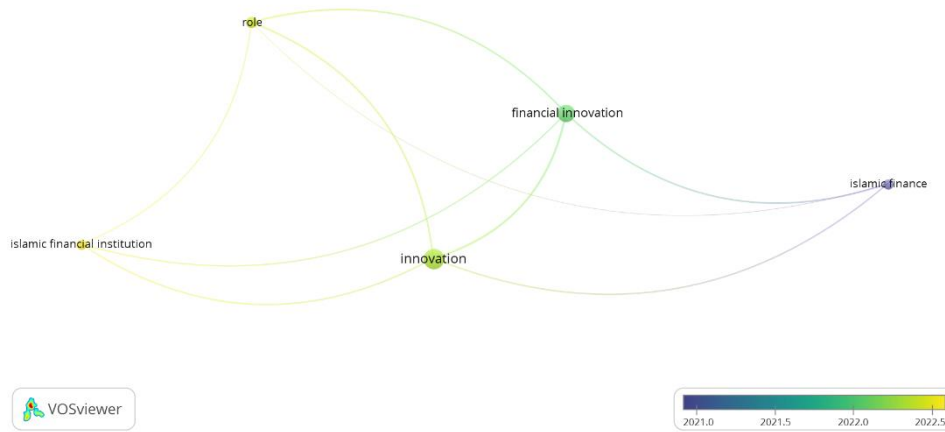 role
financial innovation
islamic finance
islamic financial institution
innovation
VOSviewer
2021.0 2021.5 2022.0 2022.5